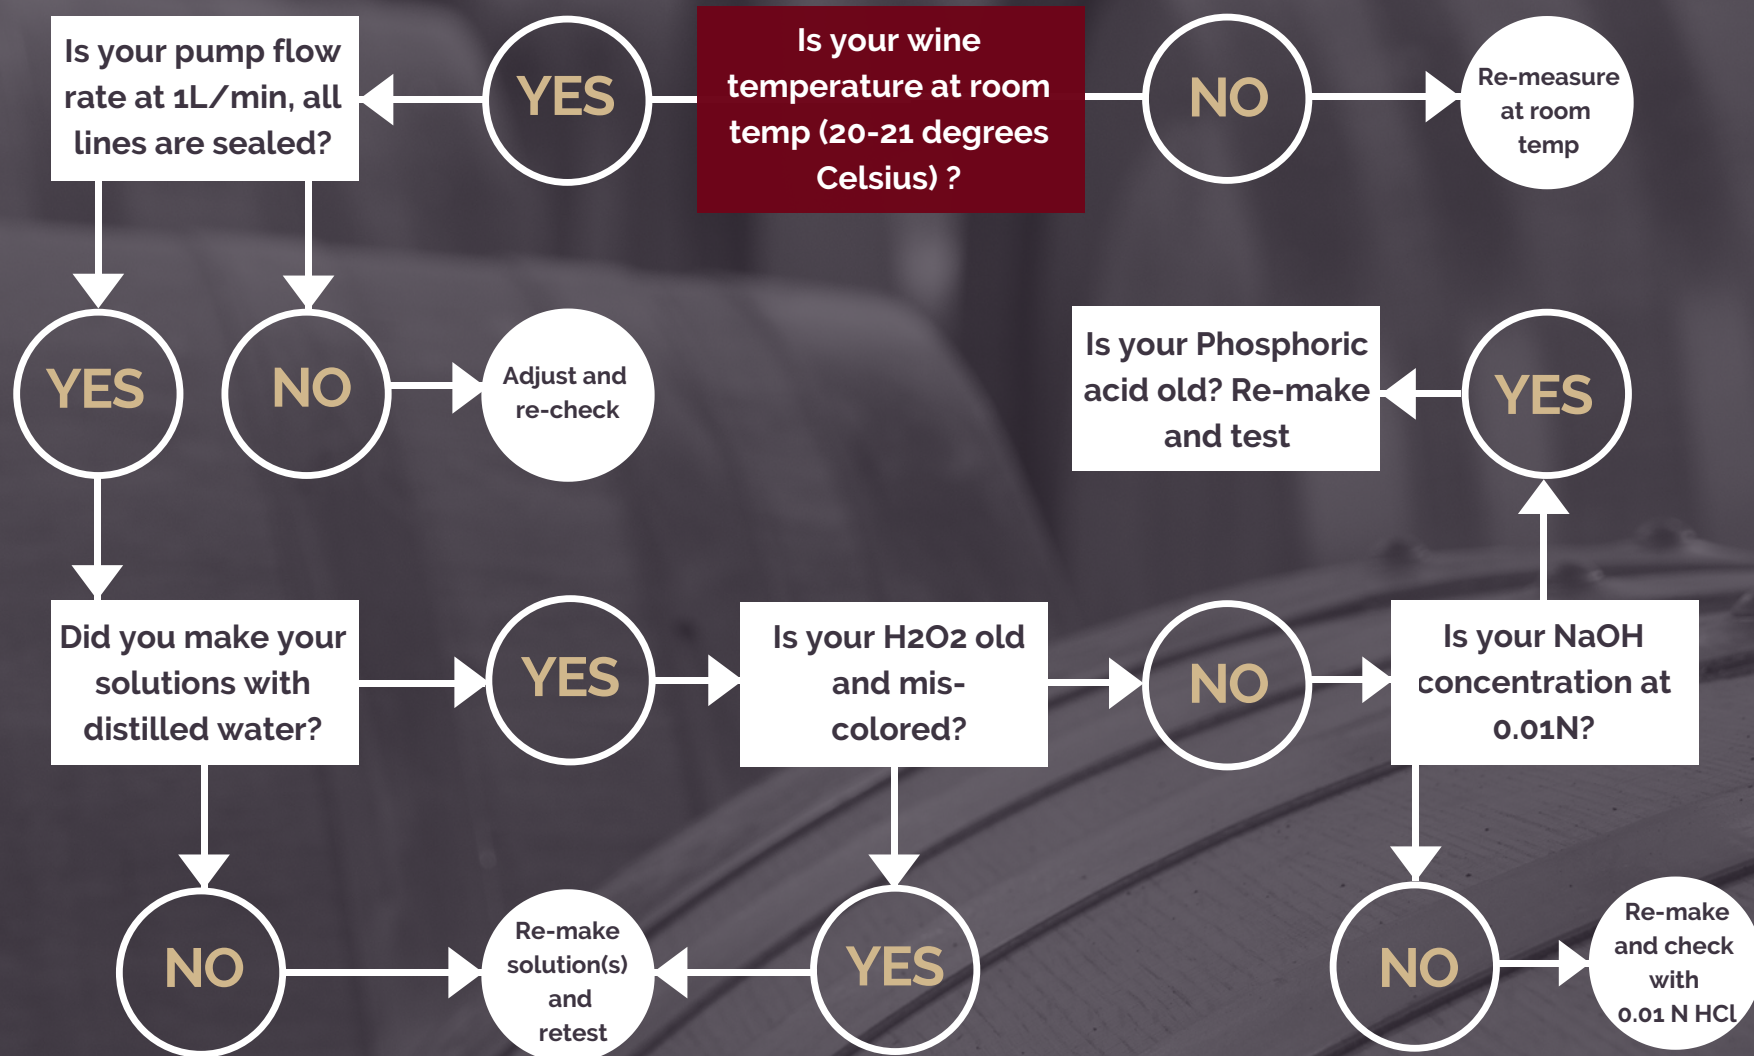 Is your pump flow
rate at 1L/min, all
lines are sealed?
YES
Is your wine
temperature at room
temp (20-21 degrees
Celsius) ?
NO
Re-measure
at room
temp
YES
NO
Adjust and
re-check
Is your Phosphoric
acid old? Re-make
and test
YES
Did you make your
solutions with
distilled water?
YES
Is your H2O2 old
and mis-
colored?
NO
Is your NaOH
concentration at
0.01N?
NO
Re-make
solution(s)
and
retest
YES
NO
Re-make
and check
with
0.01 N HCl